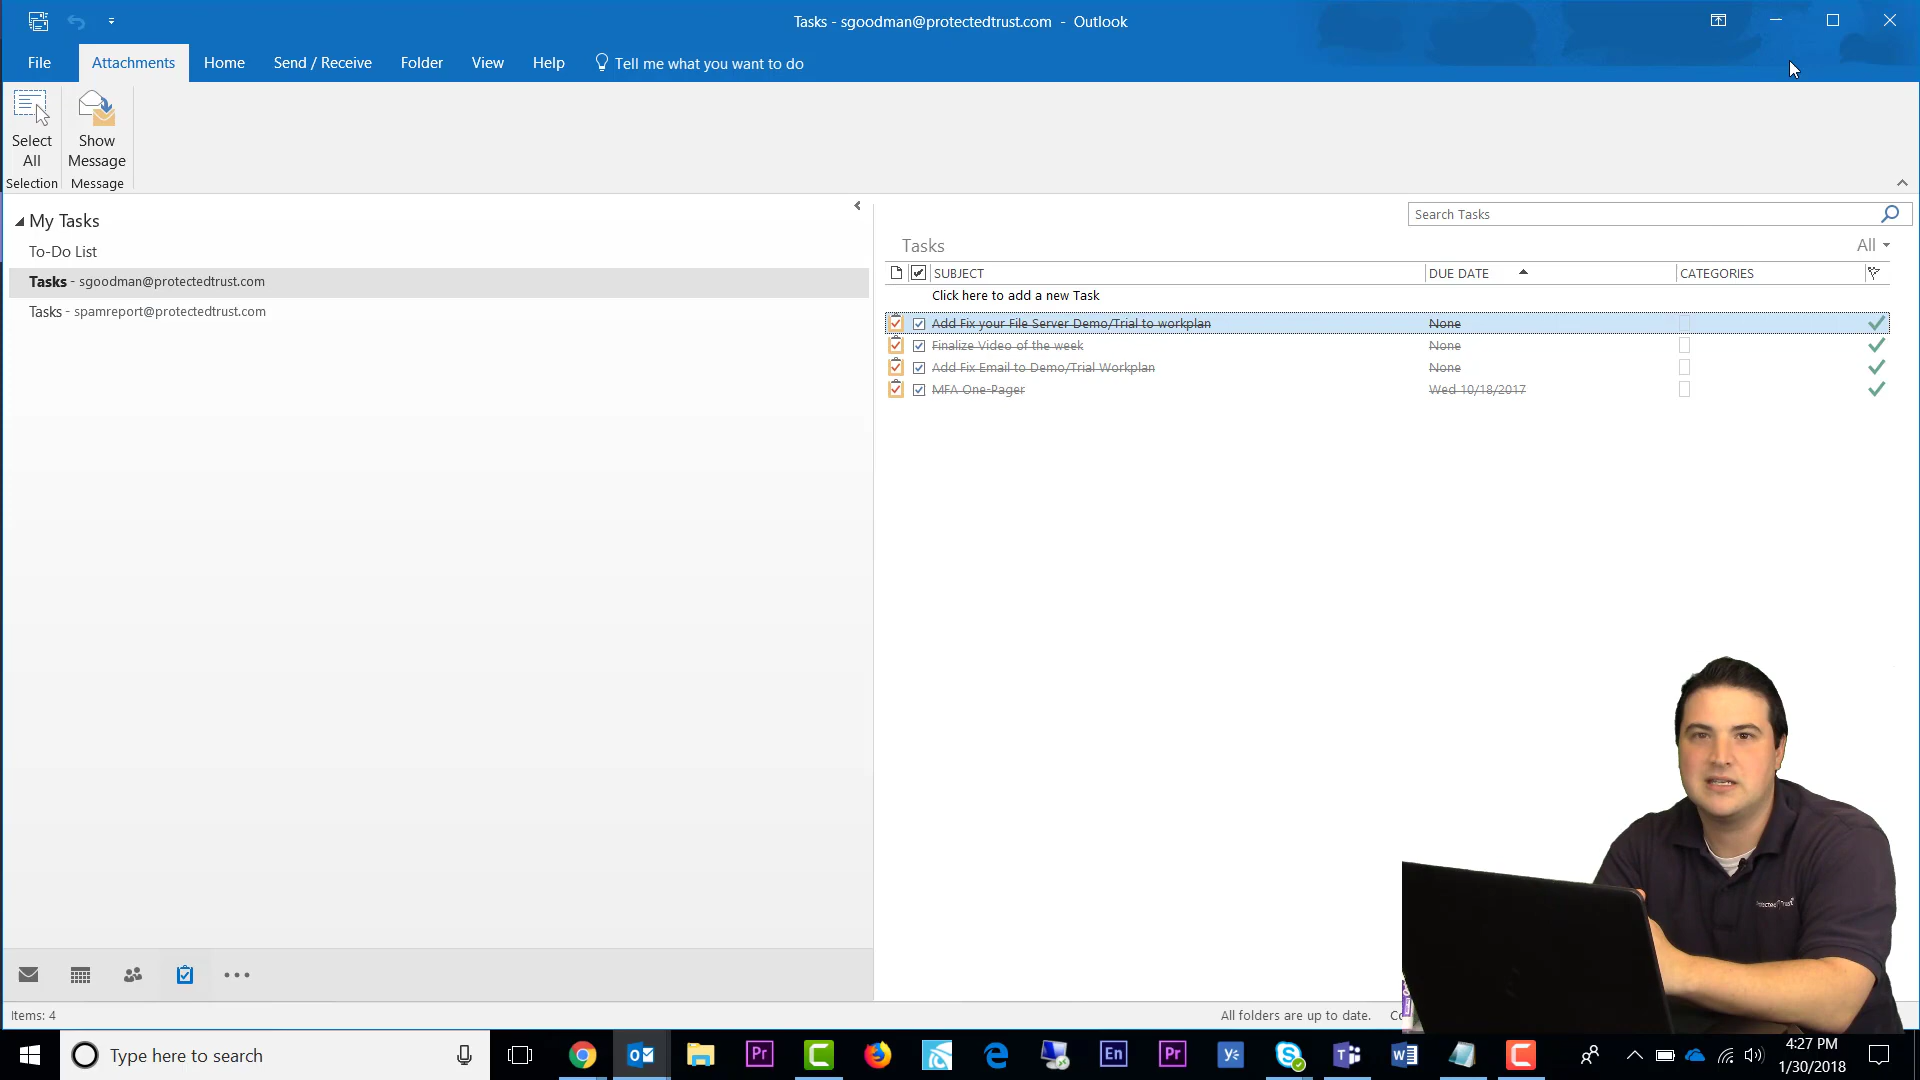 Tasks - sgoodman@protectedtrust.com - Outlook
File Attachments Home Send / Receive Folder View Help Tell me what you want to do
Select All
Show Message
Selection Message
My Tasks
To-Do List
Tasks - sgoodman@protectedtrust.com
Tasks - spamreport@protectedtrust.com
Search Tasks
Tasks All
SUBJECT DUE DATE CATEGORIES
Click here to add a new Task
Add Fix your File Server Demo/Trial to workplan None
Finalize Video of the week None
Add Fix Email to Demo/Trial Workplan None
MFA One-Pager Wed 10/18/2017
Protected Trust
Items: 4 All folders are up to date.
Type here to search
Pr En Pr
4:27 PM
1/30/2018